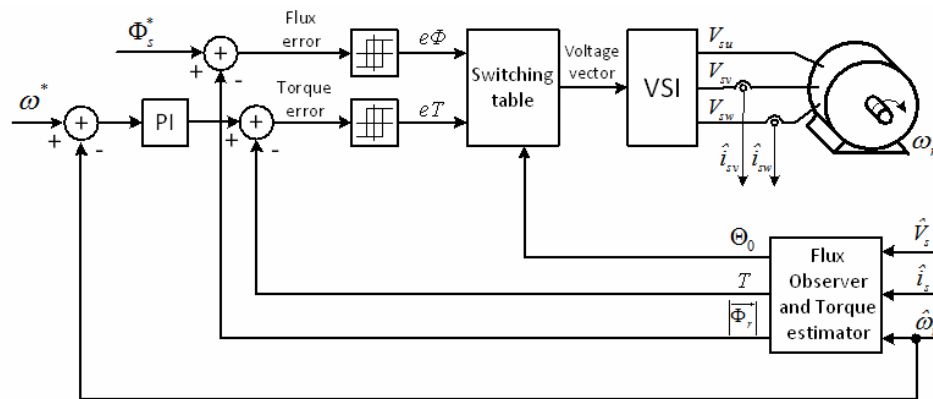 Φ*s
Flux
error
eΦ
Switching
table
Voltage
vector
VSI
Vsu
Vsv
Vsw
ω*
PI
Torque
error
eT
+
-
+
-
+
-
+
+
+
îsv
îsw
ωr
Θ0
T
|Φr|
Flux
Observer
and Torque
estimator
V̂s
îs
ω̂